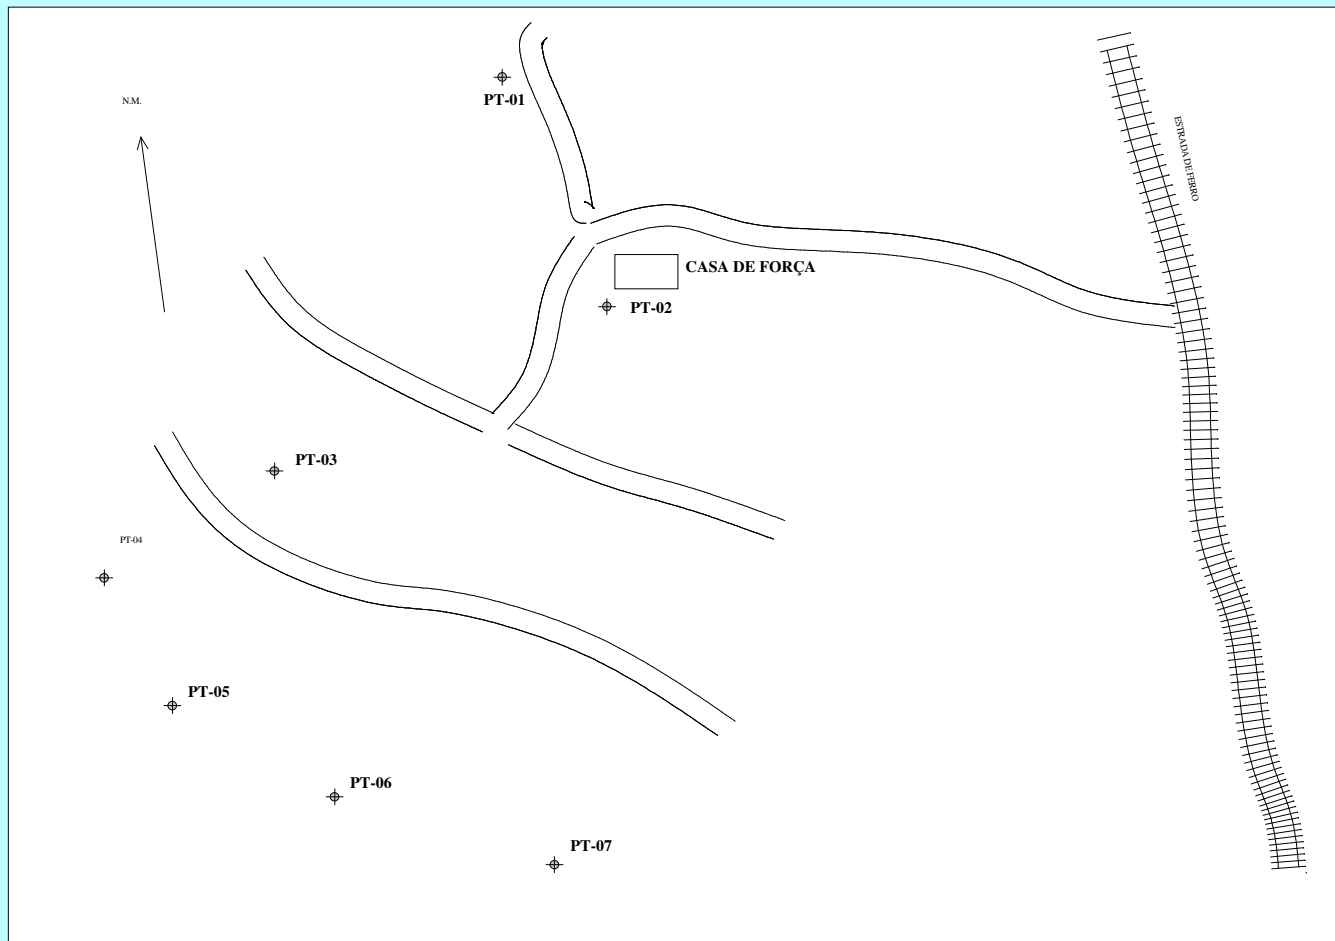 N.M.
PT-01
ESTRADA DE FERRO
CASA DE FORÇA
PT-02
PT-03
PT-04
PT-05
PT-06
PT-07